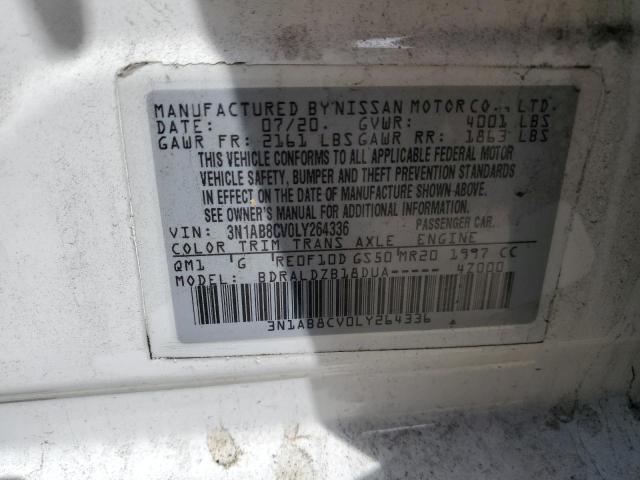 MANUFACTURED BY NISSAN MOTOR CO., LTD.
DATE: 07/20. GVWR: 4001 LBS
GAWR FR: 2161 LBS GAWR RR: 1863 LBS
THIS VEHICLE CONFORMS TO ALL APPLICABLE FEDERAL MOTOR
VEHICLE SAFETY, BUMPER AND THEFT PREVENTION STANDARDS
IN EFFECT ON THE DATE OF MANUFACTURE SHOWN ABOVE.
SEE OWNER'S MANUAL FOR ADDITIONAL INFORMATION
VIN: 3N1AB8CV0LY264336 PASSENGER CAR.
COLOR TRIM TRANS AXLE ENGINE
QM1 G RE0F10D GS50 MR20 1997 CC
MODEL: BDRALDZB18DUA----- 47000
3N1AB8CV0LY264336